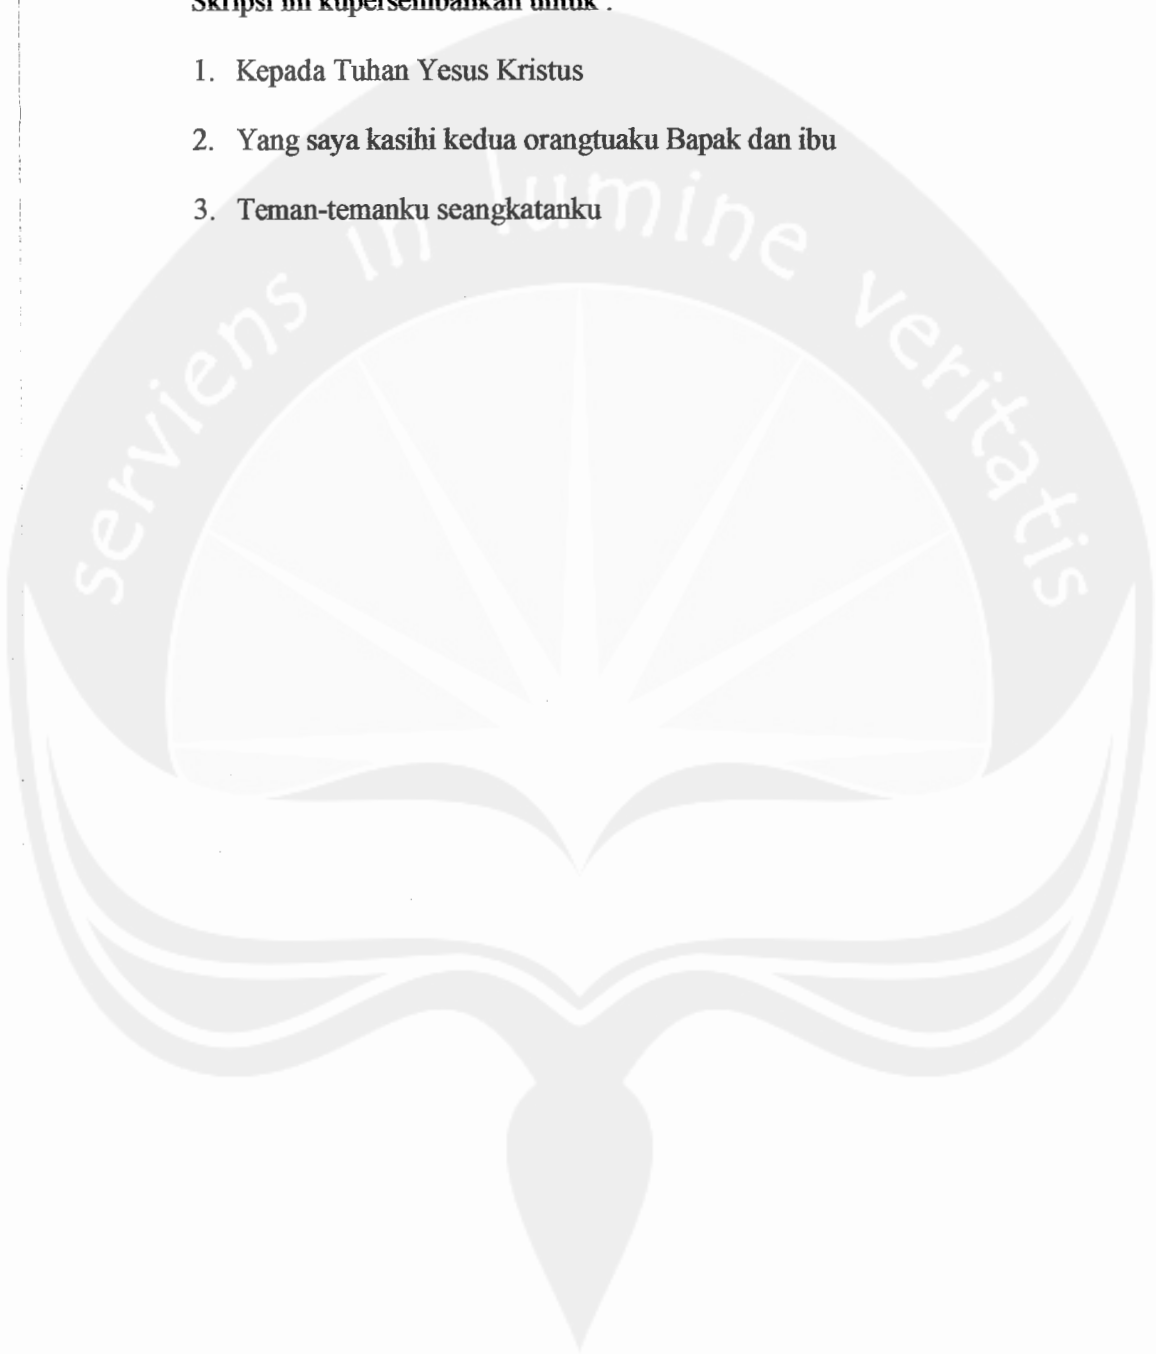 Skripsi ini kupersembahkan untuk :
1. Kepada Tuhan Yesus Kristus
2. Yang saya kasihi kedua orangtuaku Bapak dan ibu
3. Teman-temanku seangkatanku
serviens in lumine veritatis